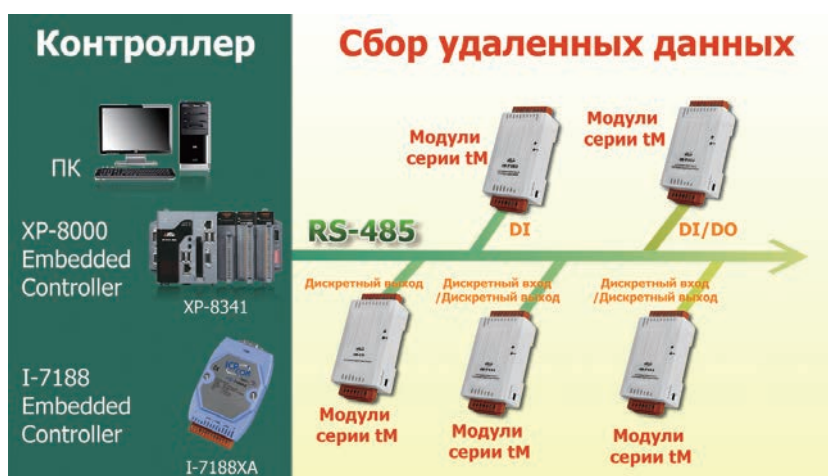 Контроллер
ПК
XP-8000
Embedded
Controller
XP-8341
I-7188
Embedded
Controller
I-7188XA
Сбор удаленных данных
Модули
серии tM
Модули
серии tM
RS-485
DI
DI/DO
Дискретный выход
Дискретный вход
/Дискретный выход
Дискретный вход
/Дискретный выход
Модули
серии tM
Модули
серии tM
Модули
серии tM